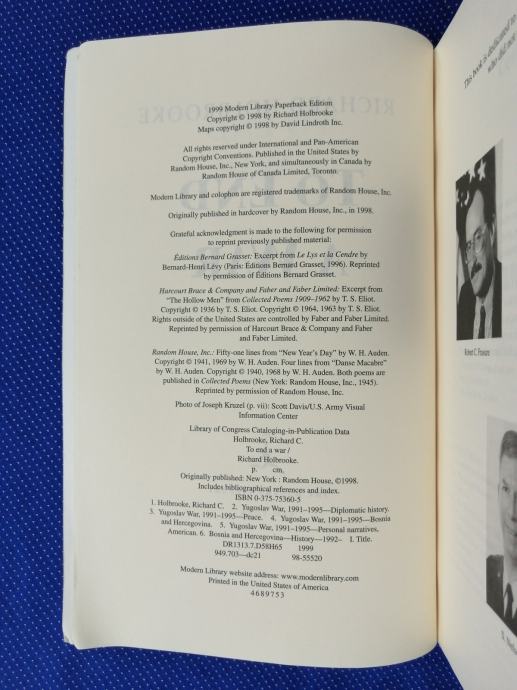 1999 Modern Library Paperback Edition
Copyright © 1998 by Richard Holbrooke
Maps copyright © 1998 by David Lindroth Inc.
All rights reserved under International and Pan-American
Copyright Conventions. Published in the United States by
Random House, Inc., New York, and simultaneously in Canada by
Random House of Canada Limited, Toronto.
Modern Library and colophon are registered trademarks of Random House, Inc.
Originally published in hardcover by Random House, Inc., in 1998.
Grateful acknowledgment is made to the following for permission
to reprint previously published material:
Éditions Bernard Grasset: Excerpt from Le Lys et la Cendre by
Bernard-Henri Lévy (Paris: Éditions Bernard Grasset, 1996). Reprinted
by permission of Éditions Bernard Grasset.
Harcourt Brace & Company and Faber and Faber Limited: Excerpt from
"The Hollow Men" from Collected Poems 1909–1962 by T. S. Eliot.
Copyright © 1936 by T. S. Eliot. Copyright © 1964, 1963 by T. S. Eliot.
Rights outside of the United States are controlled by Faber and Faber Limited.
Reprinted by permission of Harcourt Brace & Company and Faber
and Faber Limited.
Random House, Inc.: Fifty-one lines from "New Year's Day" by W. H. Auden.
Copyright © 1941, 1969 by W. H. Auden. Four lines from "Danse Macabre"
by W. H. Auden. Copyright © 1940, 1968 by W. H. Auden. Both poems are
published in Collected Poems (New York: Random House, Inc., 1945).
Reprinted by permission of Random House, Inc.
Photo of Joseph Kruzel (p. vii): Scott Davis/U.S. Army Visual
Information Center
Library of Congress Cataloging-in-Publication Data
Holbrooke, Richard C.
To end a war /
Richard Holbrooke.
p. cm.
Originally published: New York : Random House, ©1998.
Includes bibliographical references and index.
ISBN 0-375-75360-5
1. Holbrooke, Richard C. 2. Yugoslav War, 1991–1995—Diplomatic history.
3. Yugoslav War, 1991–1995—Peace. 4. Yugoslav War, 1991–1995—Bosnia
and Hercegovina. 5. Yugoslav War, 1991–1995—Personal narratives,
American. 6. Bosnia and Hercegovina—History—1992– I. Title.
DR1313.7.D58H65 1999
949.703—dc21 98-55520
Modern Library website address: www.modernlibrary.com
Printed in the United States of America
4689753
This book is dedicated to
who did not
Robert C. Frasure